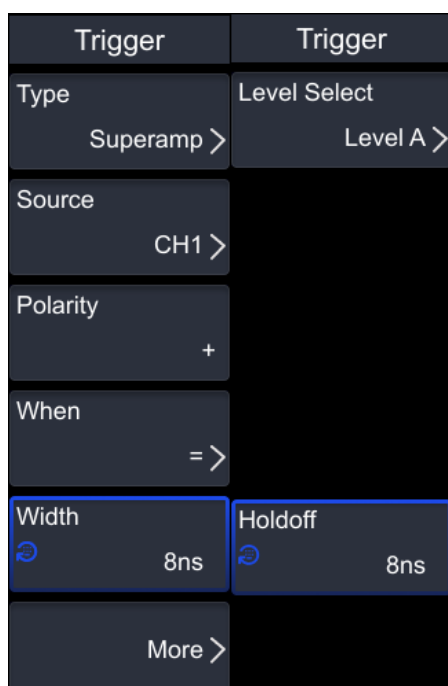 Trigger
Type
Superamp
Source
CH1
Polarity
+
When
=
Width
8ns
More
Trigger
Level Select
Level A
Holdoff
8ns